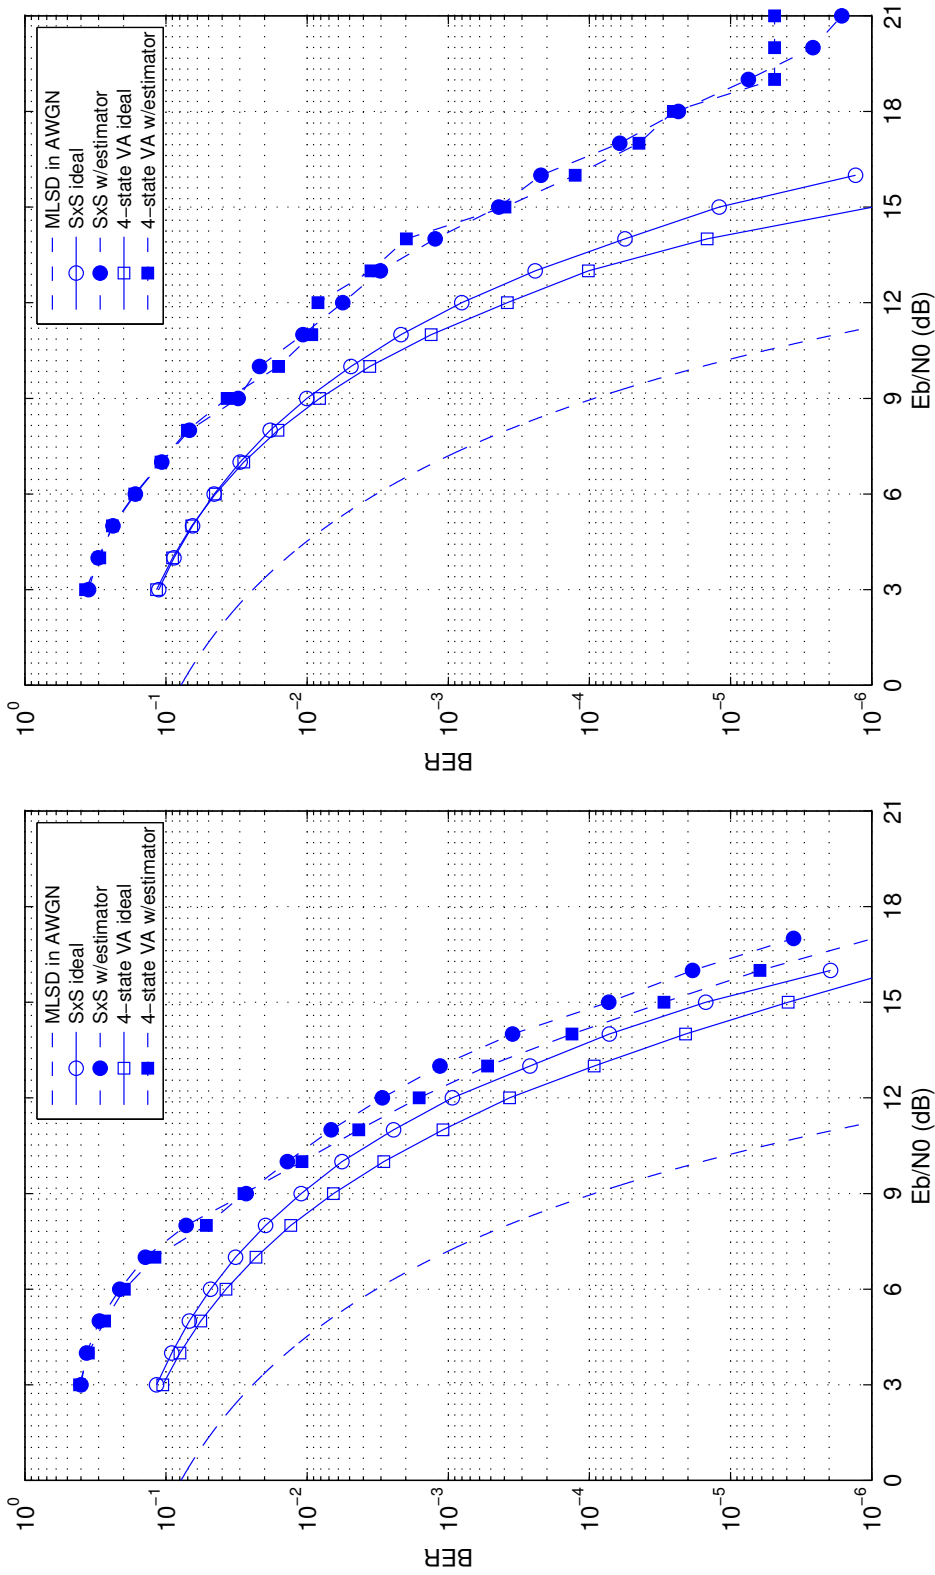 10^0
10^-1
10^-2
10^-3
10^-4
10^-5
10^-6
BER
0
3
6
9
12
15
18
21
Eb/N0 (dB)
MLSD in AWGN
SxS ideal
SxS w/estimator
4-state VA ideal
4-state VA w/estimator
10^0
10^-1
10^-2
10^-3
10^-4
10^-5
10^-6
BER
0
3
6
9
12
15
18
21
Eb/N0 (dB)
MLSD in AWGN
SxS ideal
SxS w/estimator
4-state VA ideal
4-state VA w/estimator